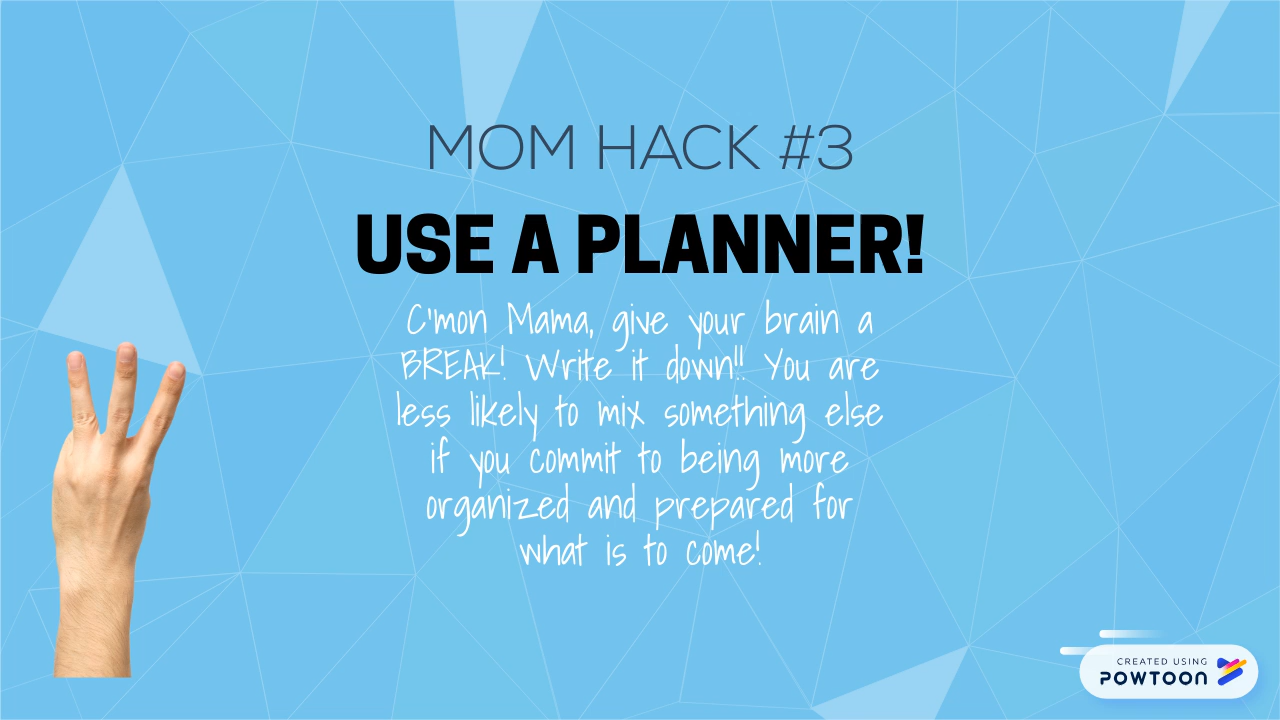 MOM HACK #3
USE A PLANNER!
C'mon Mama, give your brain a
BREAK! Write it down!! You are
less likely to mix something else
if you commit to being more
organized and prepared for
what is to come!
CREATED USING
POWTOON